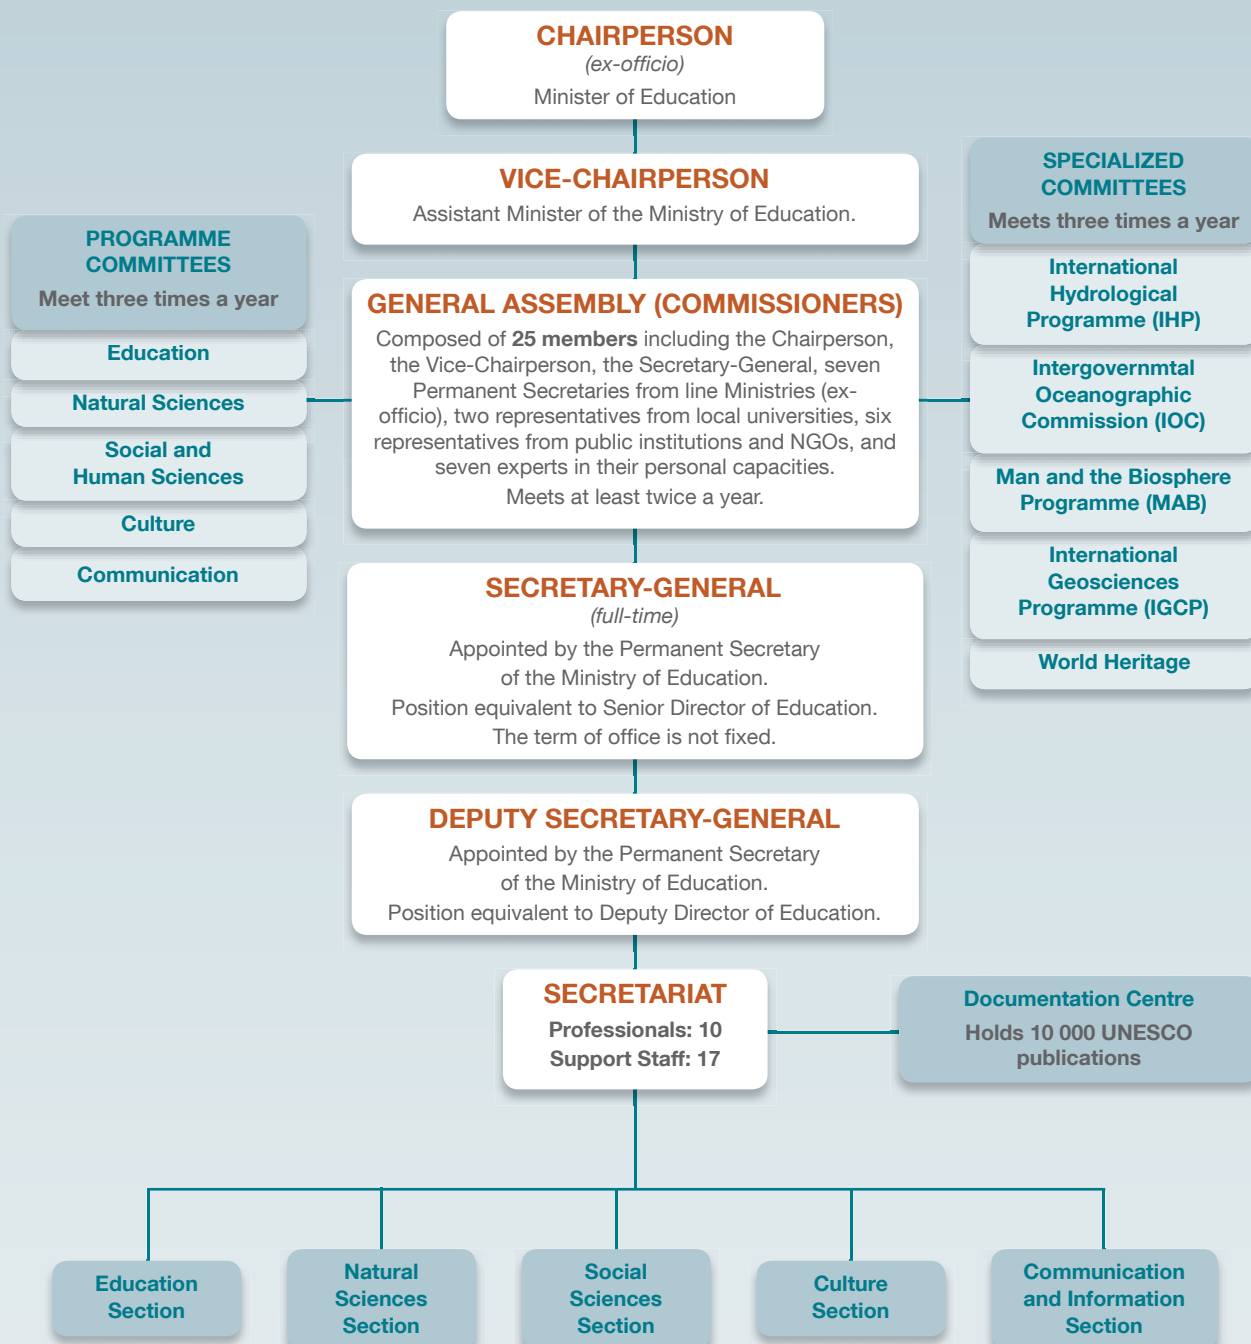 CHAIRPERSON
(ex-officio)
Minister of Education
VICE-CHAIRPERSON
Assistant Minister of the Ministry of Education.
PROGRAMME
COMMITTEES
Meet three times a year
Education
Natural Sciences
Social and
Human Sciences
Culture
Communication
GENERAL ASSEMBLY (COMMISSIONERS)
Composed of 25 members including the Chairperson,
the Vice-Chairperson, the Secretary-General, seven
Permanent Secretaries from line Ministries (ex-
officio), two representatives from local universities, six
representatives from public institutions and NGOs, and
seven experts in their personal capacities.
Meets at least twice a year.
SPECIALIZED
COMMITTEES
Meets three times a year
International
Hydrological
Programme (IHP)
Intergovernmtal
Oceanographic
Commission (IOC)
Man and the Biosphere
Programme (MAB)
International
Geosciences
Programme (IGCP)
World Heritage
SECRETARY-GENERAL
(full-time)
Appointed by the Permanent Secretary
of the Ministry of Education.
Position equivalent to Senior Director of Education.
The term of office is not fixed.
DEPUTY SECRETARY-GENERAL
Appointed by the Permanent Secretary
of the Ministry of Education.
Position equivalent to Deputy Director of Education.
SECRETARIAT
Professionals: 10
Support Staff: 17
Documentation Centre
Holds 10 000 UNESCO
publications
Education
Section
Natural
Sciences
Section
Social
Sciences
Section
Culture
Section
Communication
and Information
Section